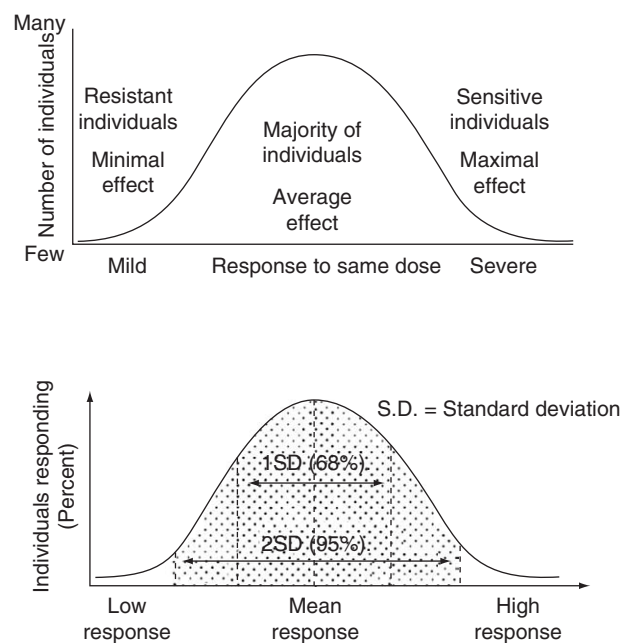 Many
Number of individuals
Few
Resistant
individuals
Minimal
effect
Majority of
individuals
Average
effect
Sensitive
individuals
Maximal
effect
Mild
Response to same dose
Severe
Individuals responding
(Percent)
S.D. = Standard deviation
1SD (68%)
2SD (95%)
Low
response
Mean
response
High
response